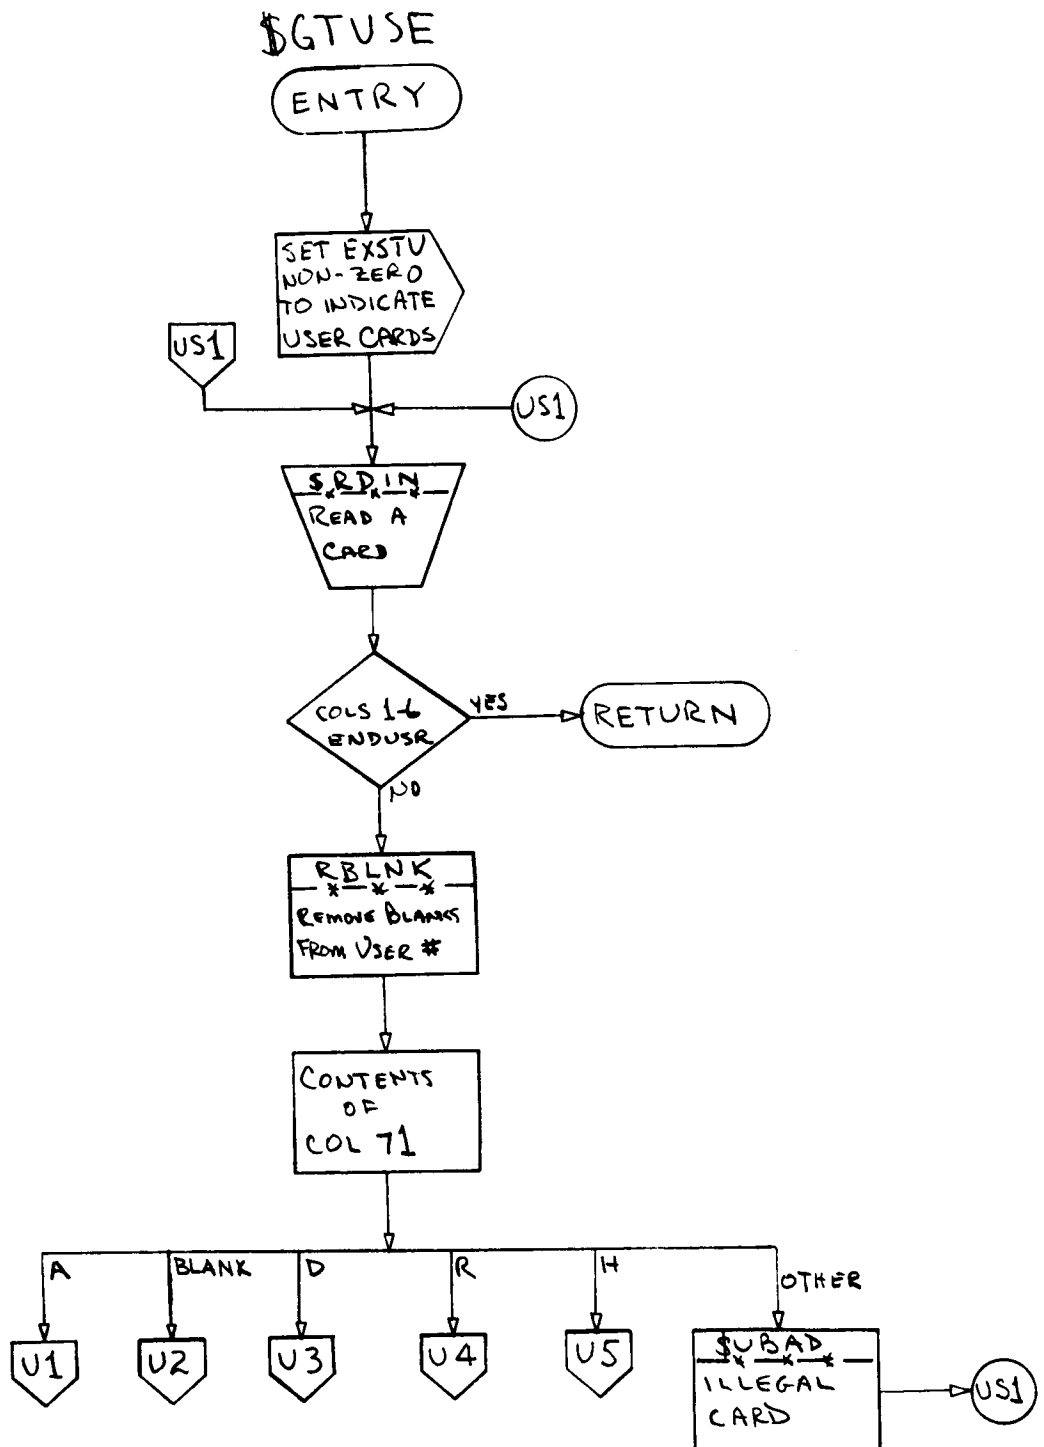 $GTUSE
ENTRY
SET EXSTU
NON-ZERO
TO INDICATE
USER CARDS
US1
US1
$RDIN
READ A
CARD
COLS 1-6
ENDUSR
YES
RETURN
NO
RBLNK
REMOVE BLANKS
FROM USER #
CONTENTS
OF
COL 71
A
BLANK
D
R
H
OTHER
U1
U2
U3
U4
U5
$UBAD
ILLEGAL
CARD
US1